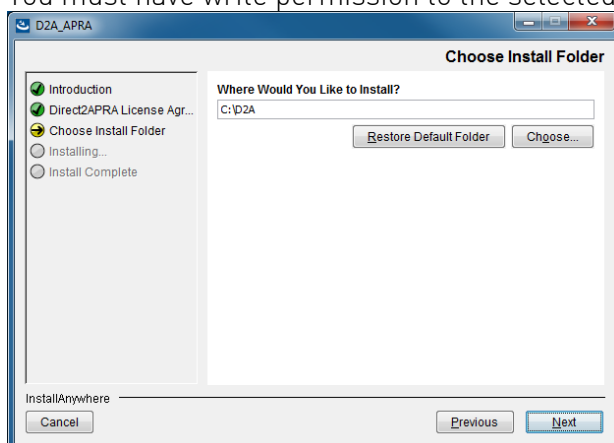 You must have write permission to the selected
D2A_APRA
Choose Install Folder
Introduction
Direct2APRA License Agr...
Choose Install Folder
Installing...
Install Complete
Where Would You Like to Install?
C:\D2A
Restore Default Folder
Choose...
InstallAnywhere
Cancel
Previous
Next